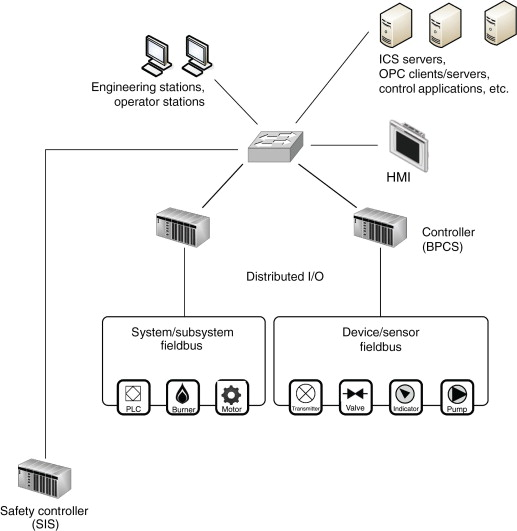 Engineering stations,
operator stations
ICS servers,
OPC clients/servers,
control applications, etc.
HMI
Controller
(BPCS)
Distributed I/O
System/subsystem
fieldbus
Device/sensor
fieldbus
PLC
Burner
Motor
Transmitter
Valve
Indicator
Pump
Safety controller
(SIS)